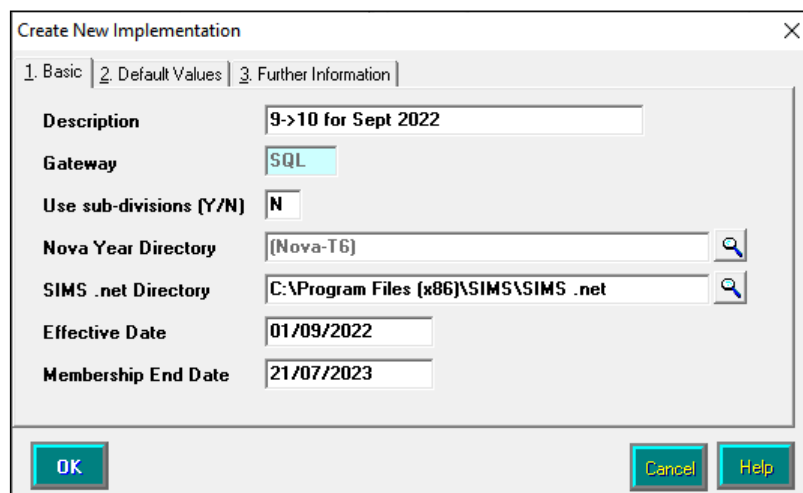 Create New Implementation
1. Basic 2. Default Values 3. Further Information
Description 9->10 for Sept 2022
Gateway SQL
Use sub-divisions (Y/N) N
Nova Year Directory (Nova-T6)
SIMS .net Directory C:\Program Files (x86)\SIMS\SIMS .net
Effective Date 01/09/2022
Membership End Date 21/07/2023
OK Cancel Help